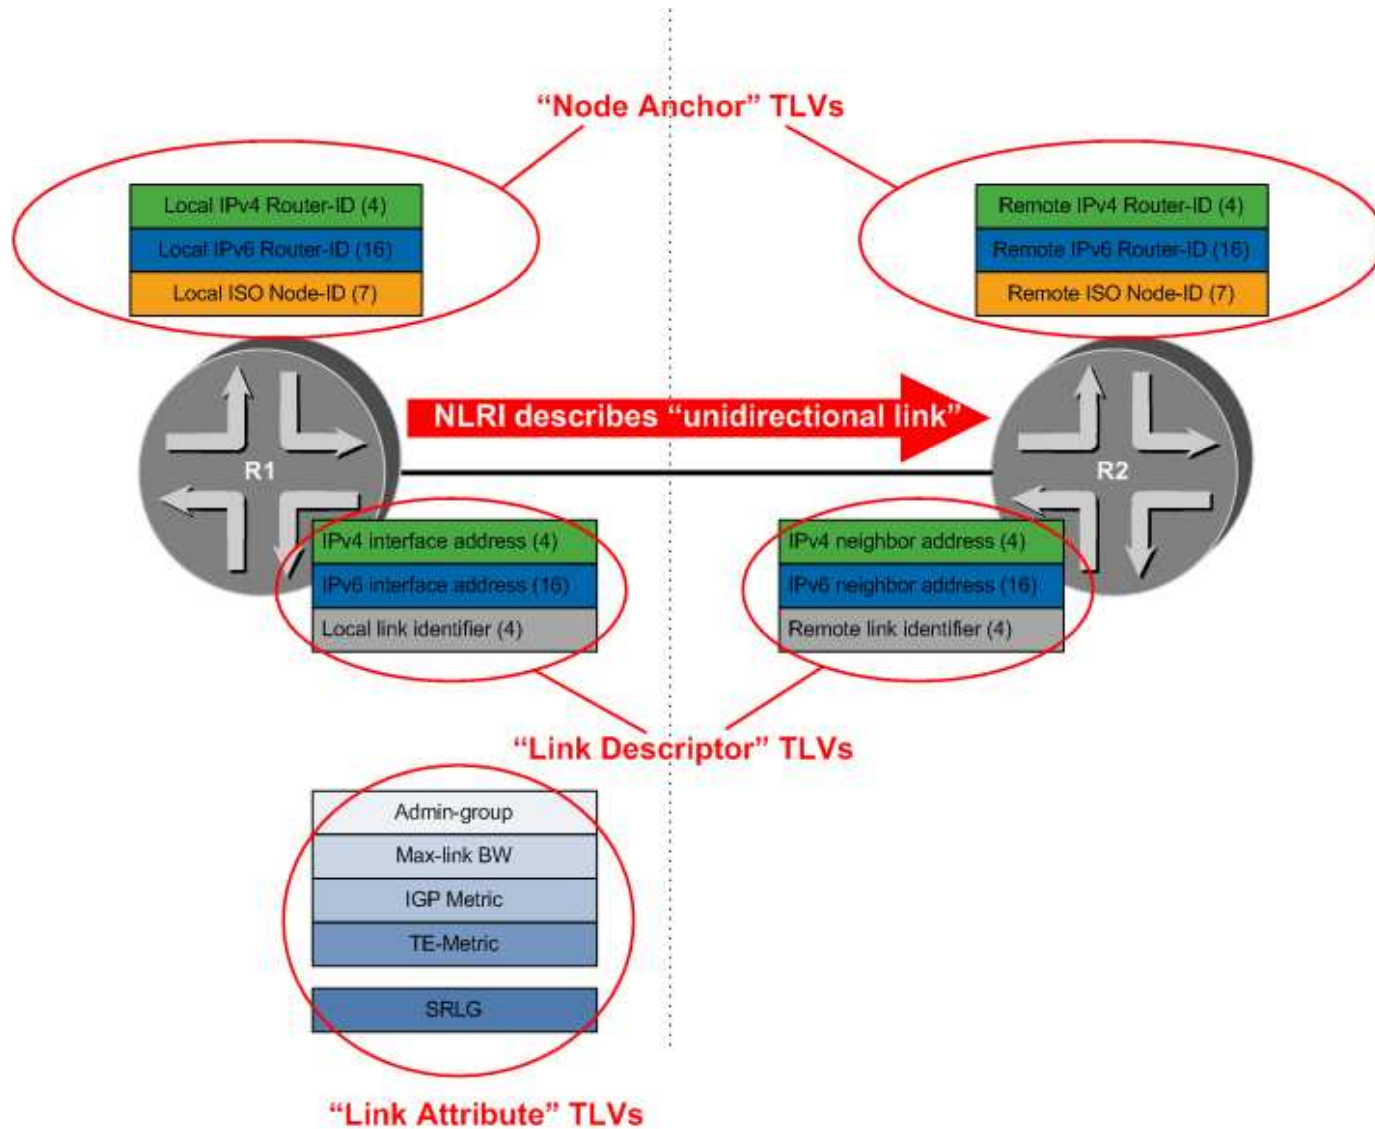 “Node Anchor” TLVs
Local IPv4 Router-ID (4)
Local IPv6 Router-ID (16)
Local ISO Node-ID (7)
Remote IPv4 Router-ID (4)
Remote IPv6 Router-ID (16)
Remote ISO Node-ID (7)
NLRI describes “unidirectional link”
R1
R2
IPv4 interface address (4)
IPv6 interface address (16)
Local link identifier (4)
IPv4 neighbor address (4)
IPv6 neighbor address (16)
Remote link identifier (4)
“Link Descriptor” TLVs
Admin-group
Max-link BW
IGP Metric
TE-Metric
SRLG
“Link Attribute” TLVs